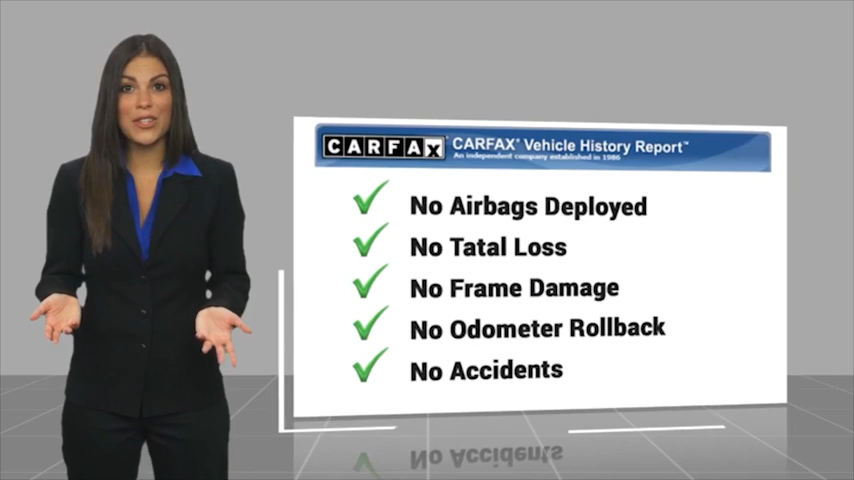 CARFAX CARFAX® Vehicle History Report™
An independent company established in 1986
No Airbags Deployed
No Tatal Loss
No Frame Damage
No Odometer Rollback
No Accidents
No Accidents